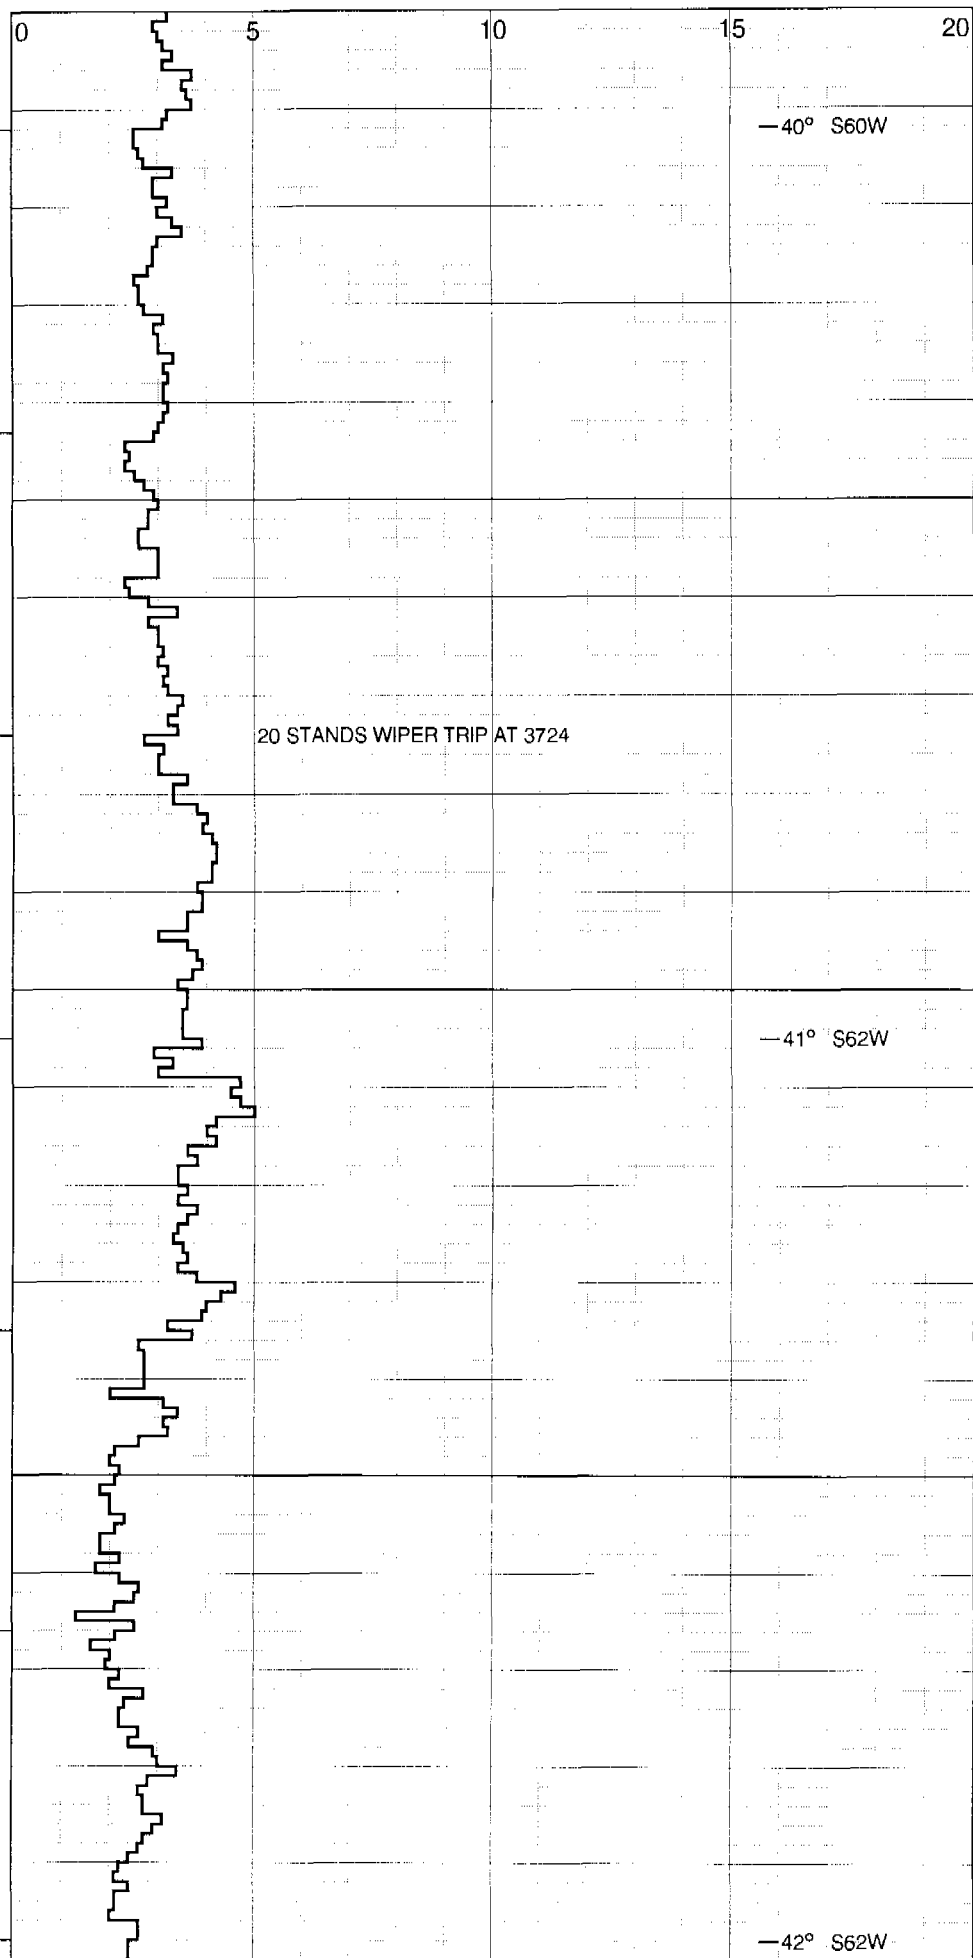 0 5 10 15 20
—40° S60W
20 STANDS WIPER TRIP AT 3724
—41° S62W
—42° S62W